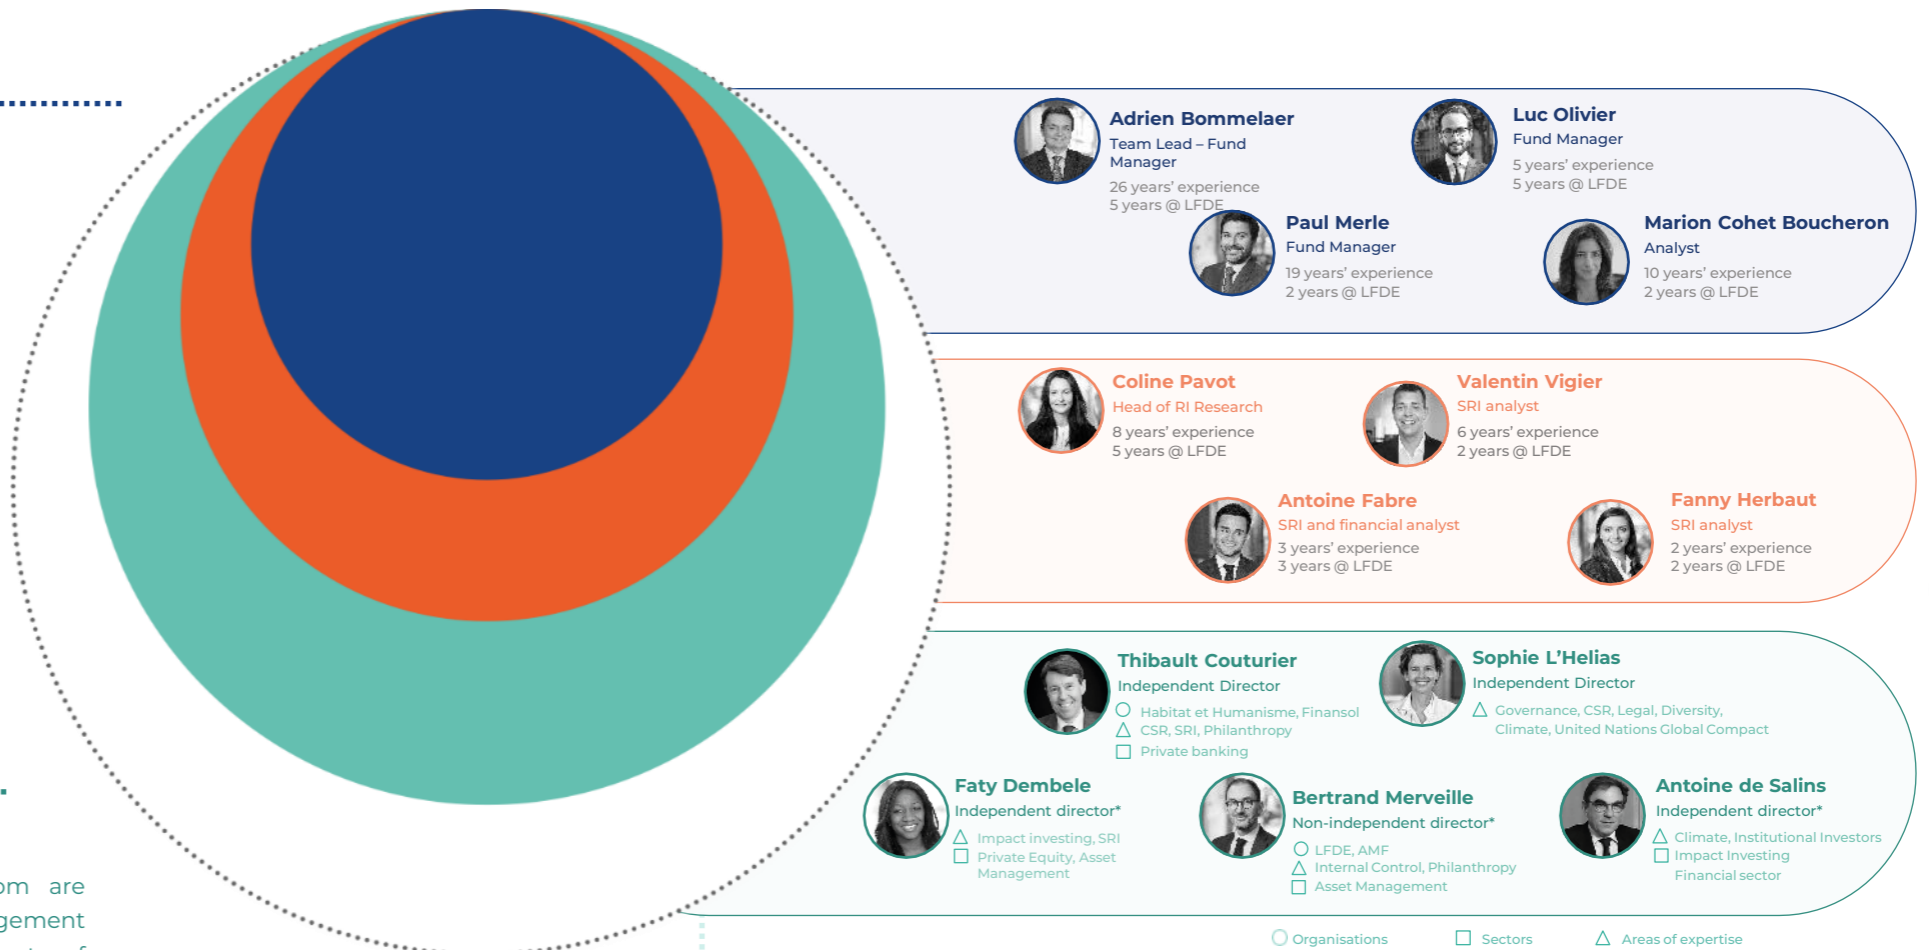 Adrien Bommelaer
Team Lead – Fund
Manager
26 years' experience
5 years @ LFDE
Luc Olivier
Fund Manager
5 years' experience
5 years @ LFDE
Paul Merle
Fund Manager
19 years' experience
2 years @ LFDE
Marion Cohet Boucheron
Analyst
10 years' experience
2 years @ LFDE
Coline Pavot
Head of RI Research
8 years' experience
5 years @ LFDE
Valentin Vigier
SRI analyst
6 years' experience
2 years @ LFDE
Antoine Fabre
SRI and financial analyst
3 years' experience
3 years @ LFDE
Fanny Herbaut
SRI analyst
2 years' experience
2 years @ LFDE
Thibault Couturier
Independent Director
Habitat et Humanisme, Finansol
CSR, SRI, Philanthropy
Private banking
Sophie L'Helias
Independent Director
Governance, CSR, Legal, Diversity,
Climate, United Nations Global Compact
Faty Dembele
Independent director*
Impact investing, SRI
Private Equity, Asset
Management
Bertrand Merveille
Non-independent director*
LFDE, AMF
Internal Control, Philanthropy
Asset Management
Antoine de Salins
Independent director*
Climate, Institutional Investors
Impact Investing
Financial sector
are
Organisations
Sectors
Areas of expertise